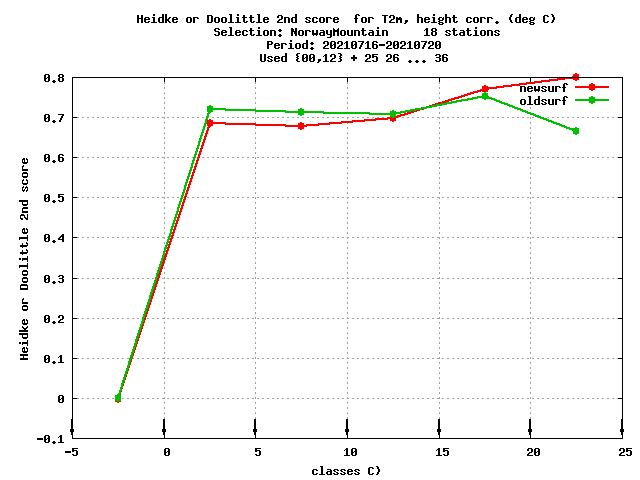 Heidke or Doolittle 2nd score  for T2m, height corr. (deg C)
Selection: NorwayMountain     18 stations
Period: 20210716-20210720
Used {00,12} + 25 26 ... 36
newsurf
oldsurf
0.8
0.7
0.6
0.5
0.4
0.3
0.2
0.1
0
-0.1
Heidke or Doolittle 2nd score
-5 0 5 10 15 20 25
classes C)